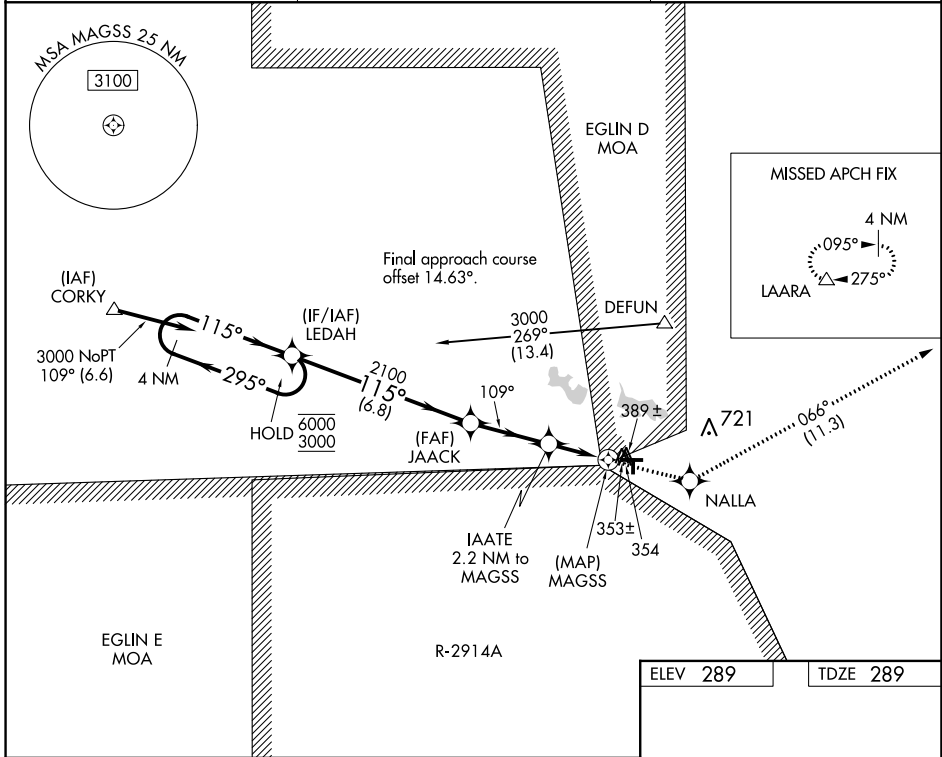 MSA MAGSS 25 NM
3100
EGLIN D
MOA
MISSED APCH FIX
4 NM
095°
275°
LAARA
Final approach course
offset 14.63°.
(IAF)
CORKY
3000 NoPT
109° (6.6)
115°
4 NM
295°
(IF/IAF)
LEDAH
HOLD
6000
3000
2100
115°
(6.8)
109°
(FAF)
JAACK
DEFUN
3000
269°
(13.4)
389±
721
066°
(11.3)
NALLA
353±
354
IAATE
2.2 NM to
MAGSS
(MAP)
MAGSS
EGLIN E
MOA
R-2914A
ELEV 289
TDZE 289